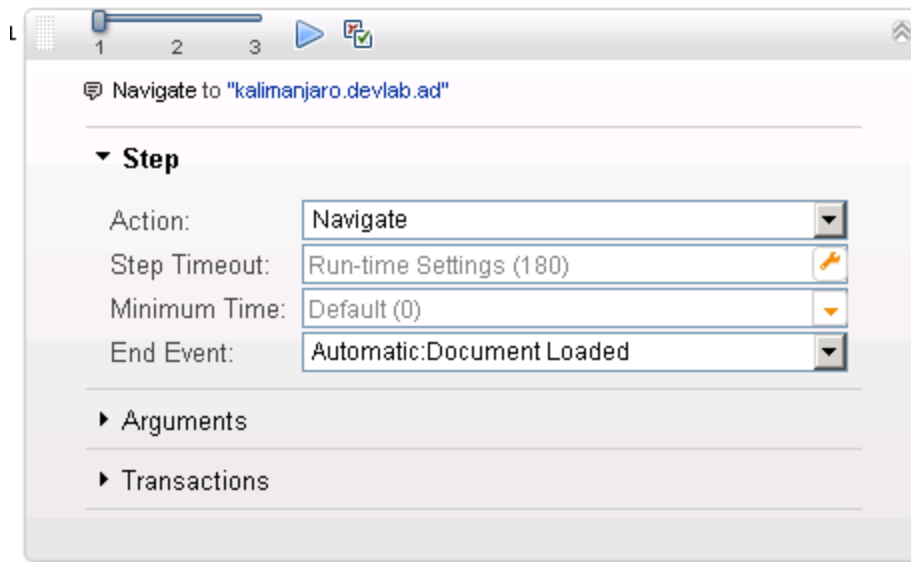 1
1 2 3
Navigate to "kalimanjaro.devlab.ad"
Step
Action: Navigate
Step Timeout: Run-time Settings (180)
Minimum Time: Default (0)
End Event: Automatic:Document Loaded
Arguments
Transactions